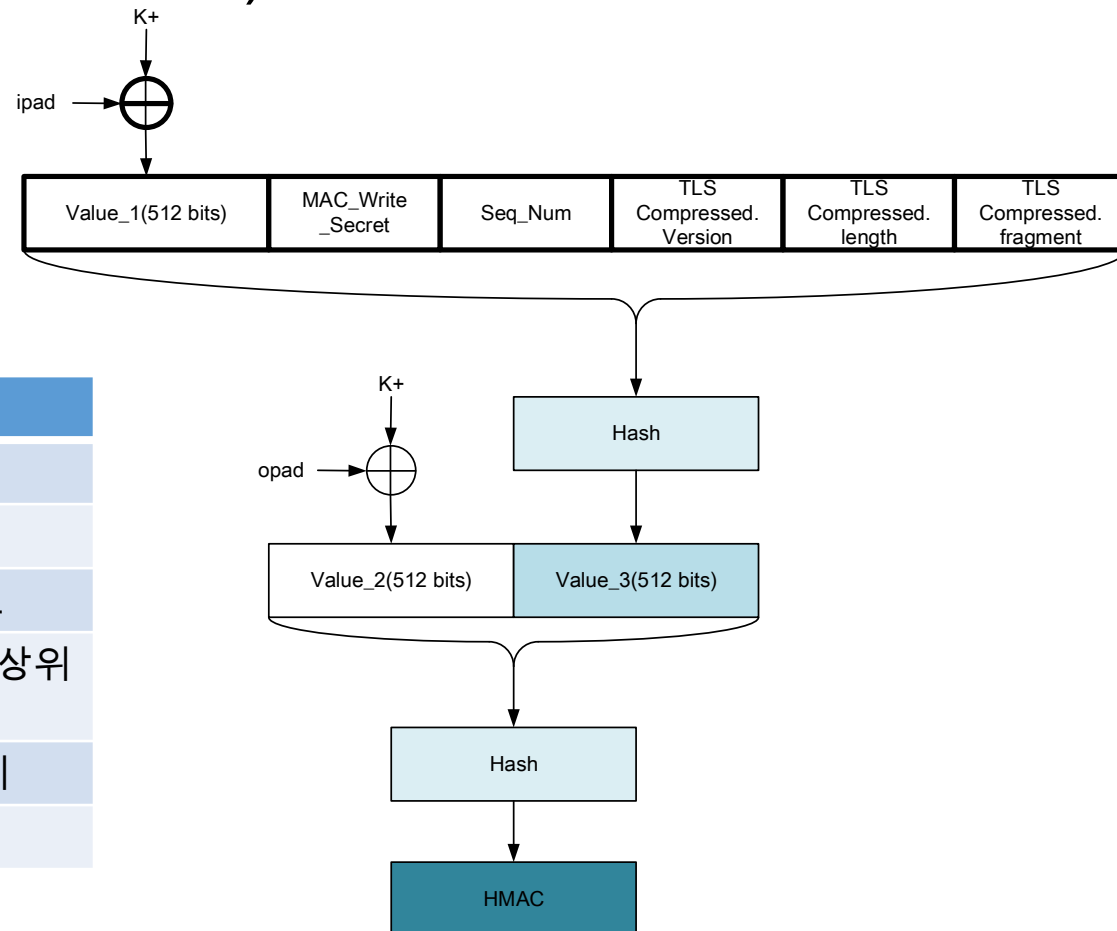 K+
ipad
Value_1(512 bits)
MAC_Write
_Secret
Seq_Num
TLS
Compressed.
Version
TLS
Compressed.
length
TLS
Compressed.
fragment
K+
Hash
opad
상위
Value_2(512 bits)
Value_3(512 bits)
Hash
HMAC